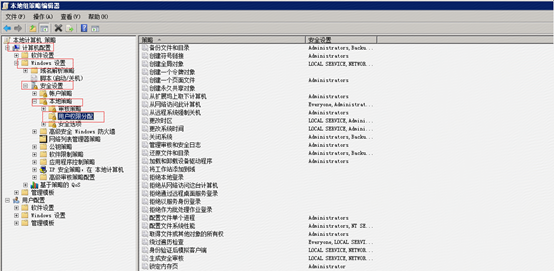 本地组策略编辑器
文件(F) 操作(A) 查看(V) 帮助(H)
本地计算机 策略
计算机配置
软件设置
Windows 设置
域名解析策略
脚本(启动/关机)
安全设置
帐户策略
本地策略
审核策略
用户权限分配
安全选项
高级安全 Windows 防火墙
网络列表管理器策略
公钥策略
软件限制策略
应用程序控制策略
IP 安全策略，在 本地计算机
高级审核策略配置
基于策略的 QoS
管理模板
用户配置
软件设置
Windows 设置
管理模板
策略 安全设置
备份文件和目录 Administrators,Backu...
创建符号链接 Administrators
创建全局对象 LOCAL SERVICE,NETWOR...
创建一个令牌对象
创建一个页面文件 Administrators
创建永久共享对象
从扩展坞上取下计算机 Administrators
从网络访问此计算机 Everyone,Administrat...
从远程系统强制关机 Administrators
更改时区 LOCAL SERVICE,Admini...
更改系统时间 LOCAL SERVICE,Admini...
关闭系统 Administrators,Backu...
管理审核和安全日志 Administrators
还原文件和目录 Administrators,Backu...
加载和卸载设备驱动程序 Administrators
将工作站添加到域
拒绝本地登录
拒绝从网络访问这台计算机
拒绝通过远程桌面服务登录
拒绝以服务身份登录
拒绝作为批处理作业登录
配置文件单个进程 Administrators
配置文件系统性能 Administrators,NT SE...
取得文件或其他对象的所有权 Administrators
绕过遍历检查 Everyone,LOCAL SERVI...
身份验证后模拟客户端 LOCAL SERVICE,NETWOR...
生成安全审核 LOCAL SERVICE,NETWOR...
锁定内存页 Administrator